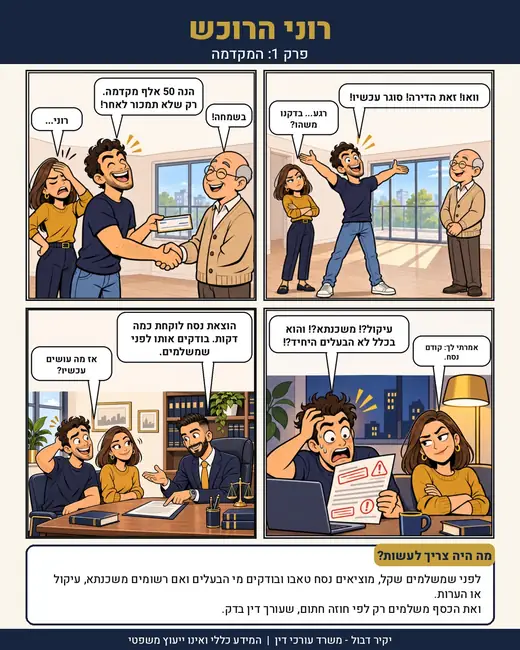 רוני הרוכש
פרק 1: המקדמה
וואו! זאת הדירה! סוגר עכשיו!
רגע... בדקנו
משהו?
הנה 50 אלף מקדמה.
רק שלא תמכור לאחר!
בשמחה!
רוני...
עיקול?! משכנתא?! והוא
בכלל לא הבעלים היחיד?!
אמרתי לך: קודם
נסח.
הוצאת נסח לוקחת כמה
דקות. בודקים אותו לפני
שמשלמים.
אז מה עושים
עכשיו?
מה היה צריך לעשות?
לפני שמשלמים שקל, מוציאים נסח טאבו ובודקים מי הבעלים ואם רשומים משכנתא, עיקול
או הערות.
ואת הכסף משלמים רק לפי חוזה חתום, שעורך דין בדק.
יקיר דבול - משרד עורכי דין | המידע כללי ואינו ייעוץ משפטי